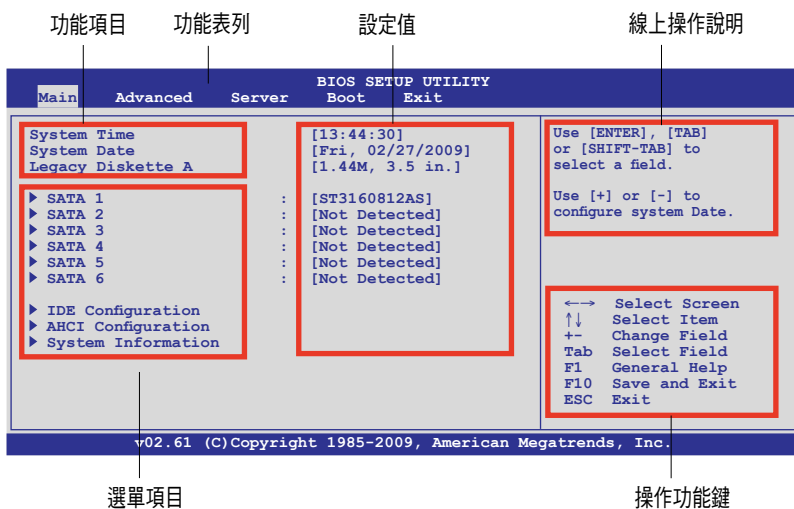 功能項目 功能表列 設定值 線上操作說明
BIOS SETUP UTILITY
Main Advanced Server Boot Exit
System Time [13:44:30]
System Date [Fri, 02/27/2009]
Legacy Diskette A [1.44M, 3.5 in.]
SATA 1 : [ST3160812AS]
SATA 2 : [Not Detected]
SATA 3 : [Not Detected]
SATA 4 : [Not Detected]
SATA 5 : [Not Detected]
SATA 6 : [Not Detected]
IDE Configuration
AHCI Configuration
System Information
Use [ENTER], [TAB]
or [SHIFT-TAB] to
select a field.
Use [+] or [-] to
configure system Date.
←→ Select Screen
↑↓ Select Item
+- Change Field
Tab Select Field
F1 General Help
F10 Save and Exit
ESC Exit
v02.61 (C)Copyright 1985-2009, American Megatrends, Inc.
選單項目 操作功能鍵